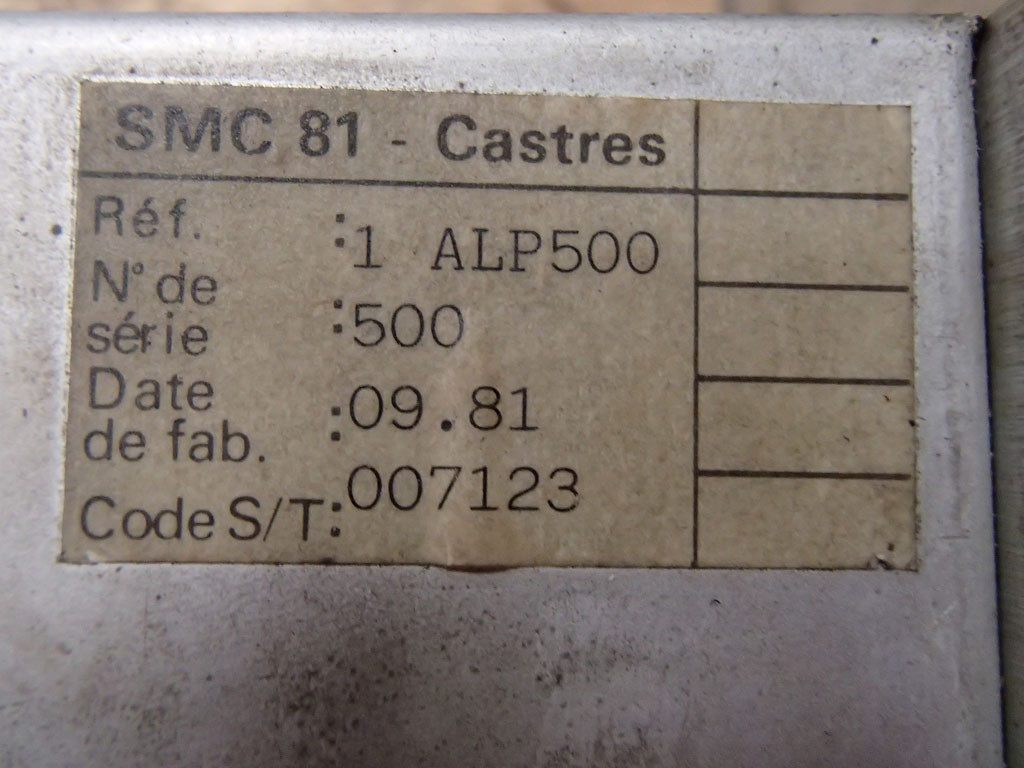 SMC 81 - Castres
Réf. : 1 ALP500
N° de
série : 500
Date
de fab. : 09.81
Code S/T: 007123